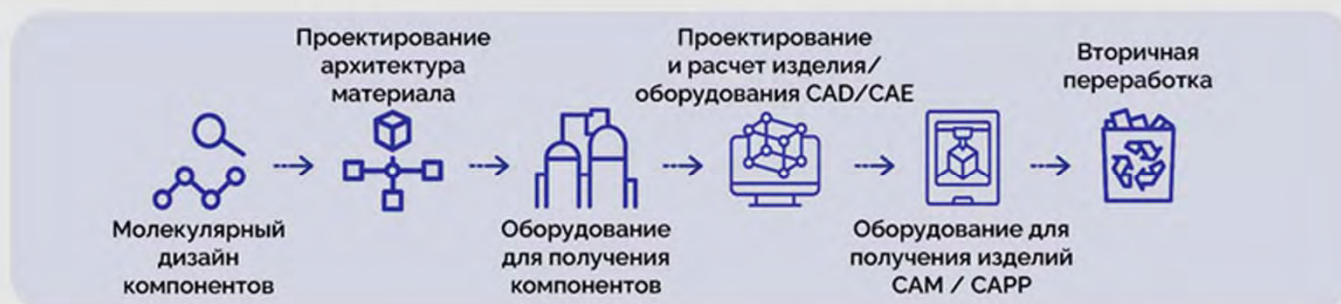 Молекулярный
дизайн
компонентов
Проектирование
архитектура
материала
Оборудование
для получения
компонентов
Проектирование
и расчет изделия/
оборудования CAD/CAE
Оборудование для
получения изделий
CAM / CAPP
Вторичная
переработка